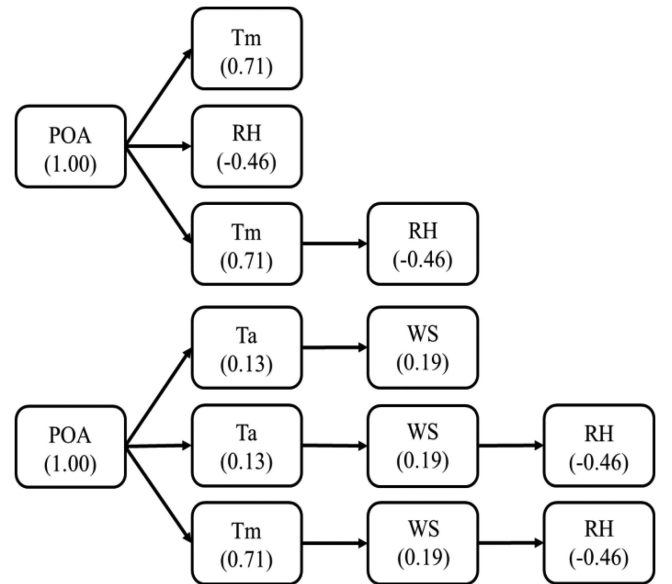 Tm
(0.71)
POA
(1.00)
RH
(-0.46)
Tm
(0.71)
RH
(-0.46)
Ta
(0.13)
WS
(0.19)
POA
(1.00)
Ta
(0.13)
WS
(0.19)
RH
(-0.46)
Tm
(0.71)
WS
(0.19)
RH
(-0.46)